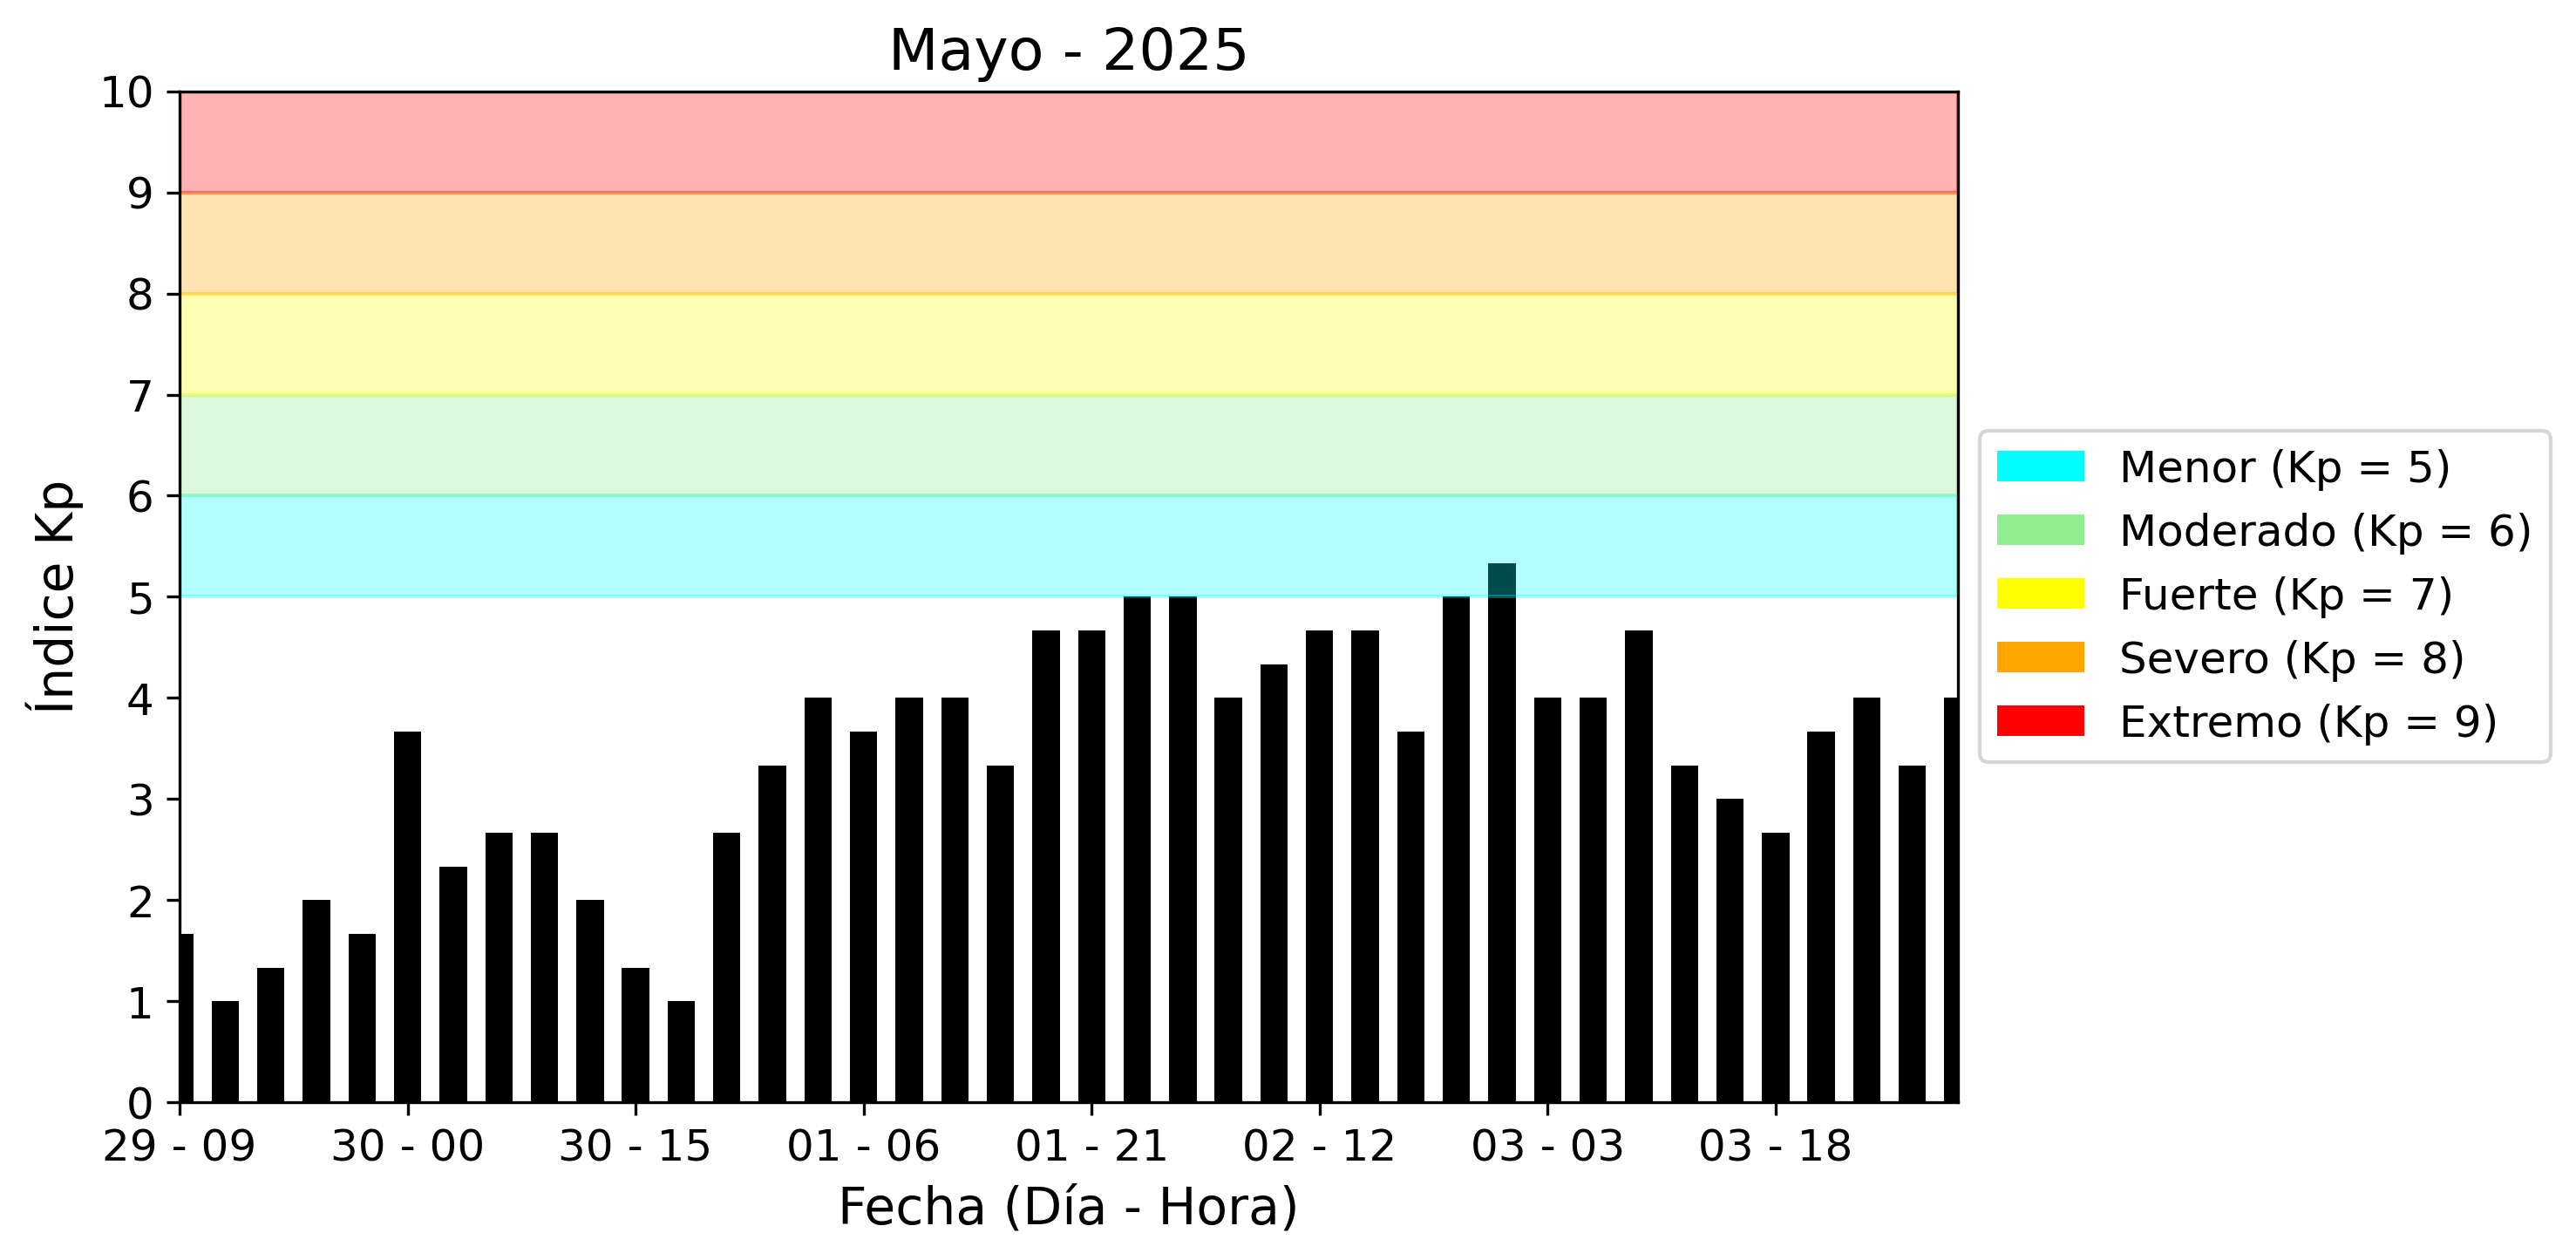 Mayo - 2025
10
9
8
7
6
5
4
3
2
1
0
Índice Kp
29 - 09 30 - 00 30 - 15 01 - 06 01 - 21 02 - 12 03 - 03 03 - 18
Fecha (Día - Hora)
Menor (Kp = 5)
Moderado (Kp = 6)
Fuerte (Kp = 7)
Severo (Kp = 8)
Extremo (Kp = 9)